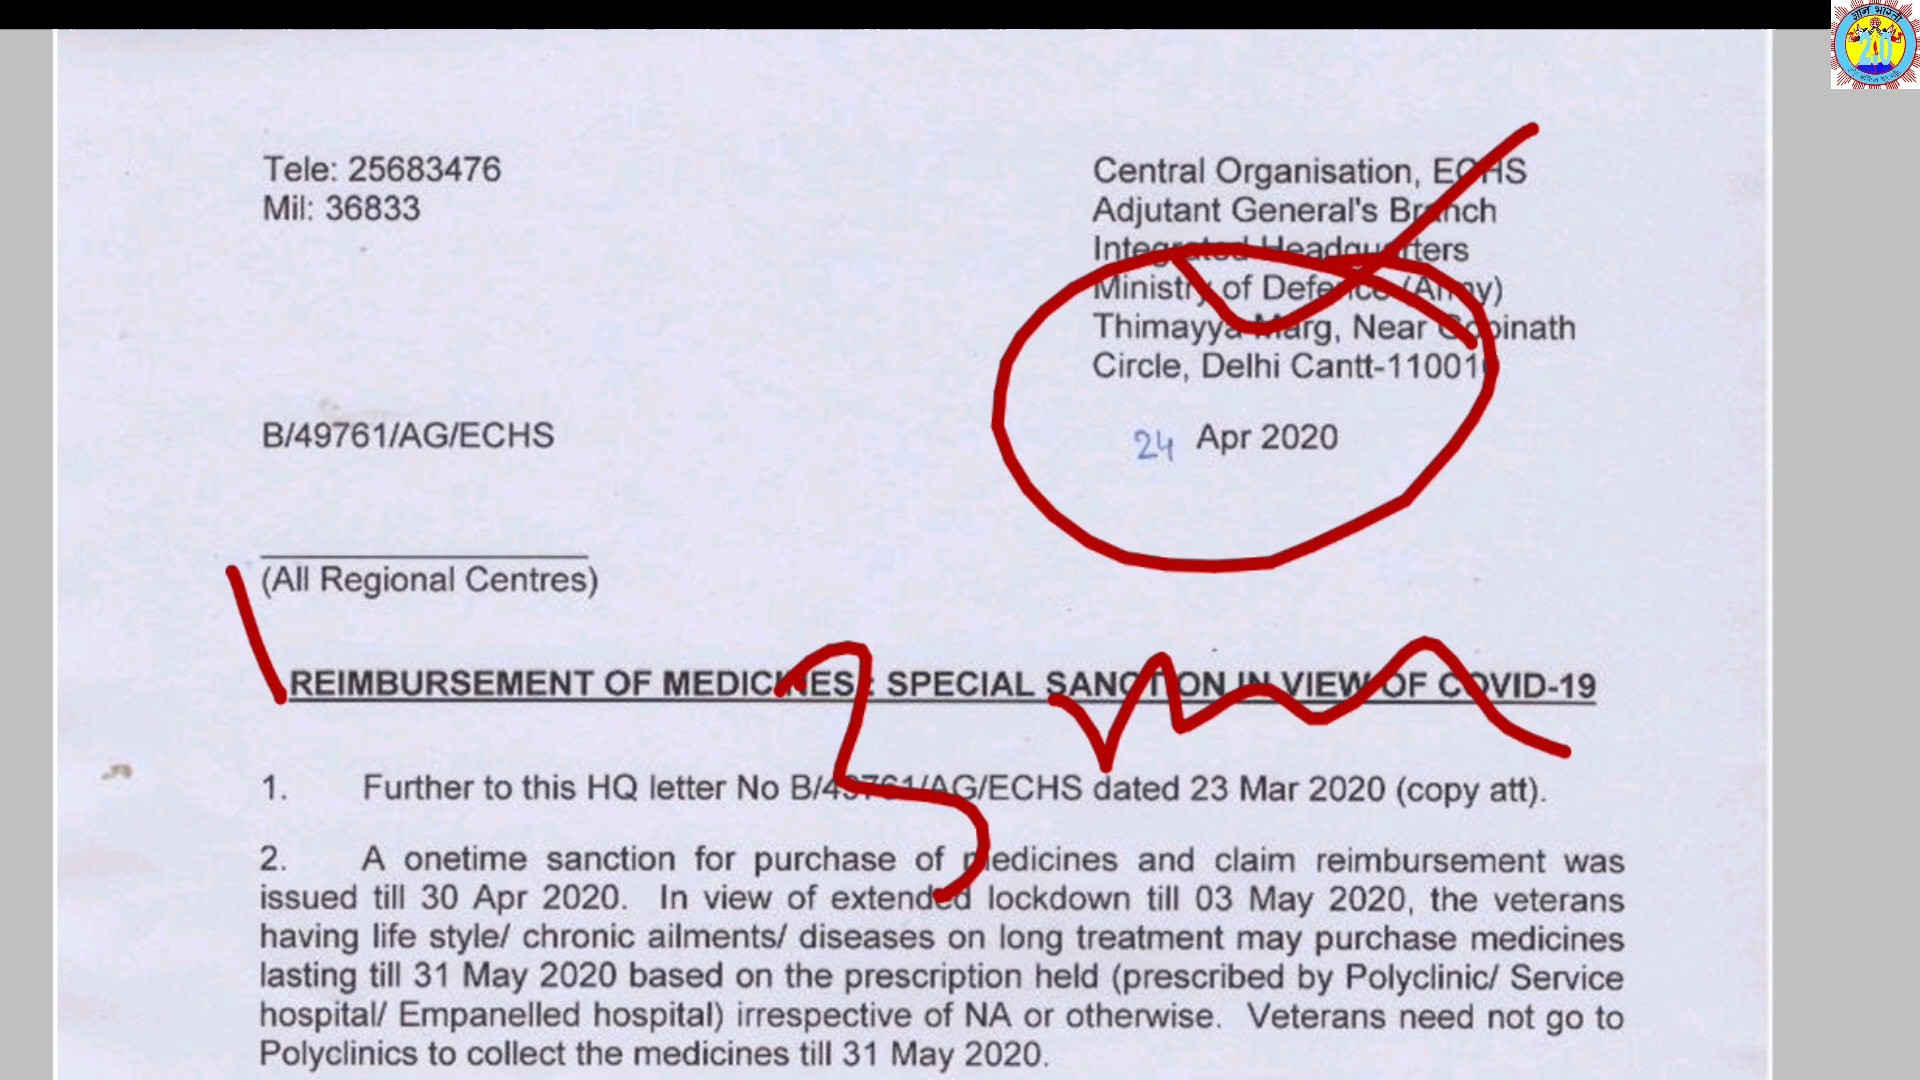 ज्ञान भारती
2.0
Tele: 25683476
Mil: 36833
Central Organisation, ECHS
Adjutant General's Branch
Integrated Headquarters
Ministry of Defence (Army)
Thimayya Marg, Near Gopinath
Circle, Delhi Cantt-110010
B/49761/AG/ECHS
24 Apr 2020
(All Regional Centres)
REIMBURSEMENT OF MEDICINES : SPECIAL SANCTION IN VIEW OF COVID-19
1. Further to this HQ letter No B/49761/AG/ECHS dated 23 Mar 2020 (copy att).
2. A onetime sanction for purchase of medicines and claim reimbursement was
issued till 30 Apr 2020. In view of extended lockdown till 03 May 2020, the veterans
having life style/ chronic ailments/ diseases on long treatment may purchase medicines
lasting till 31 May 2020 based on the prescription held (prescribed by Polyclinic/ Service
hospital/ Empanelled hospital) irrespective of NA or otherwise. Veterans need not go to
Polyclinics to collect the medicines till 31 May 2020.